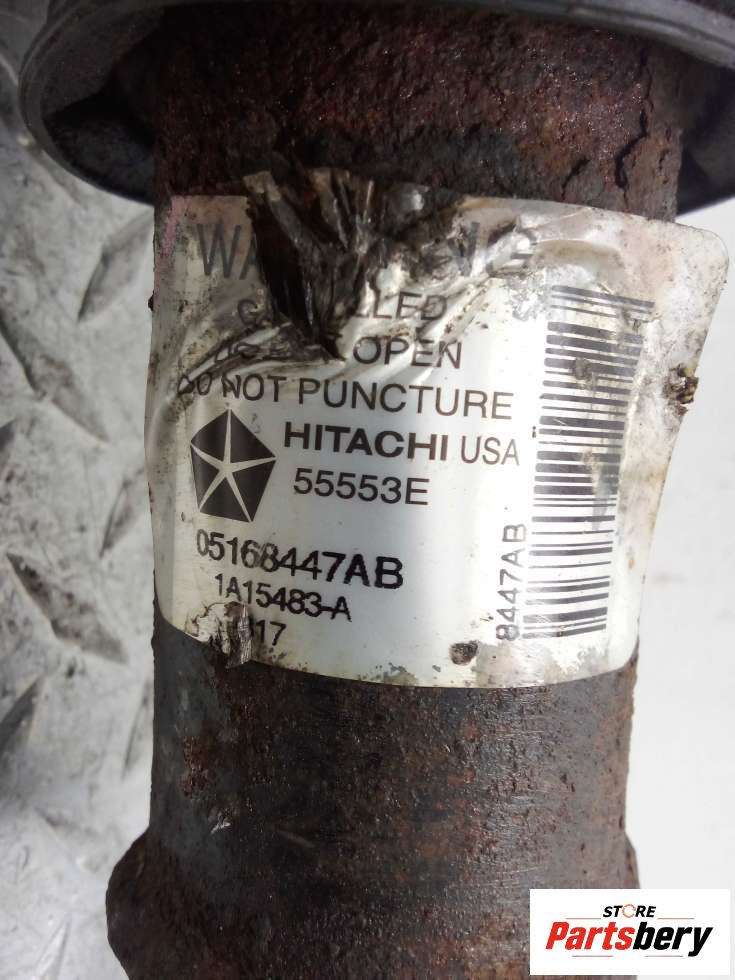 OPEN
DO NOT PUNCTURE
HITACHI USA
55553E
05168447AB
1A15483-A
8447AB
STORE
Partsbery